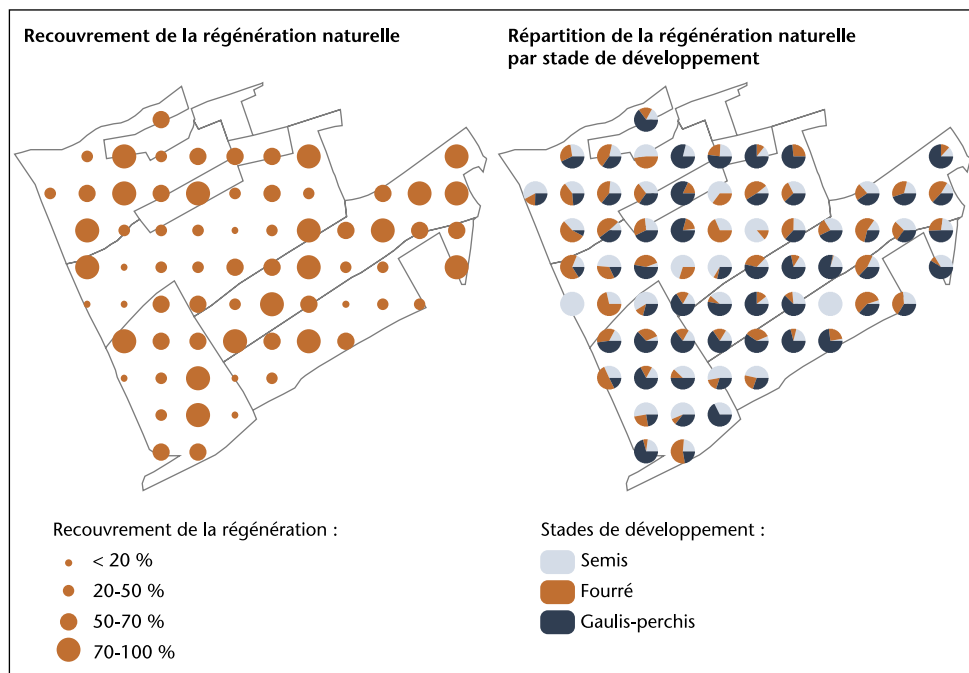 Recouvrement de la régénération naturelle
Répartition de la régénération naturelle
par stade de développement
Recouvrement de la régénération :
< 20 %
20-50 %
50-70 %
70-100 %
Stades de développement :
Semis
Fourré
Gaulis-perchis